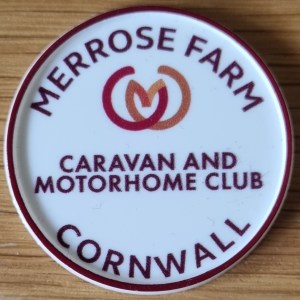 MERROSE FARM
CARAVAN AND
MOTORHOME CLUB
CORNWALL